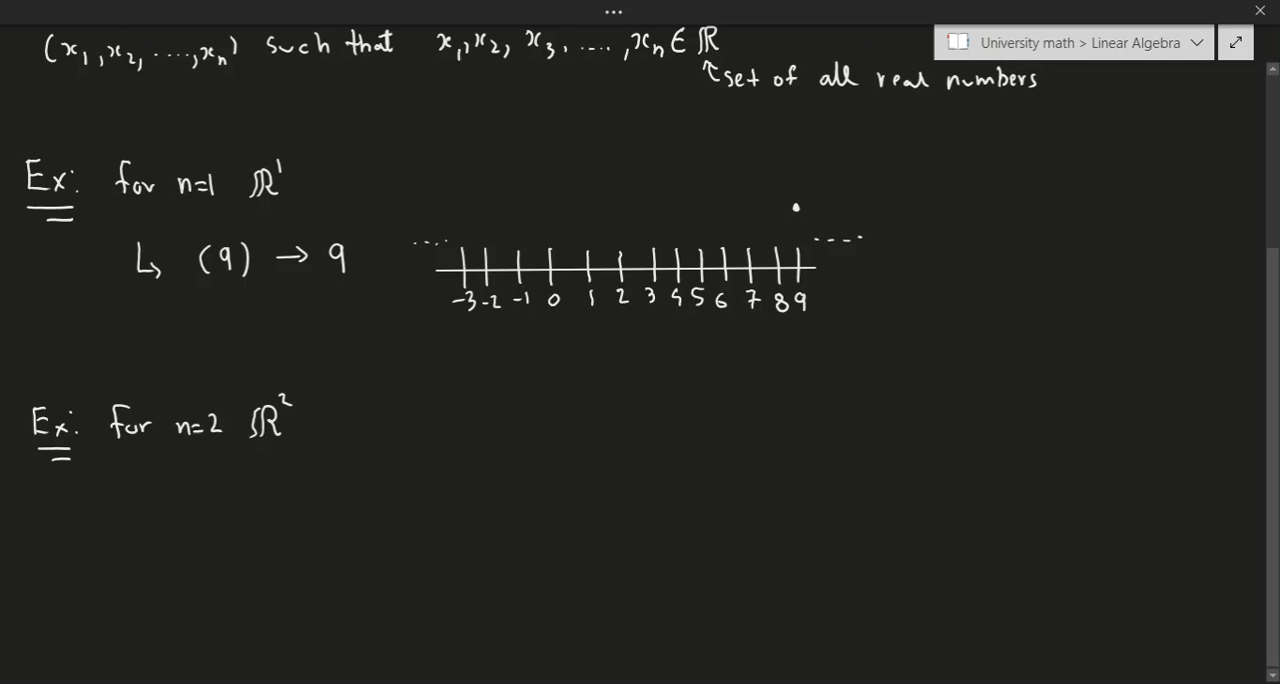 (x₁, x₂, ...., xₙ) such that x₁, x₂, x₃, ...., xₙ ∈ ℝ
University math > Linear Algebra
set of all real numbers
Ex: for n=1 ℝ¹
(9) → 9
-3 -2 -1 0 1 2 3 4 5 6 7 8 9
Ex: for n=2 ℝ²